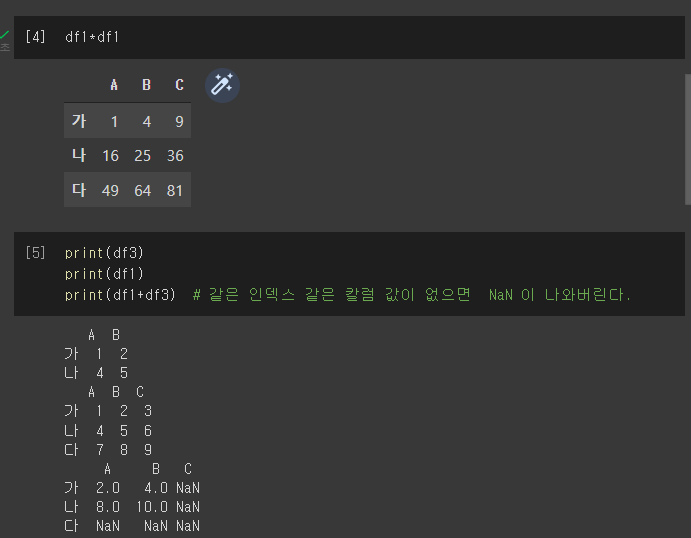 [4] df1*df1
초
A B C
가 1 4 9
나 16 25 36
다 49 64 81
[5] print(df3)
print(df1)
print(df1+df3) # 같은 인덱스 같은 칼럼 값이 없으면 NaN 이 나와버린다.
A B
가 1 2
나 4 5
A B C
가 1 2 3
나 4 5 6
다 7 8 9
A B C
가 2.0 4.0 NaN
나 8.0 10.0 NaN
다 NaN NaN NaN